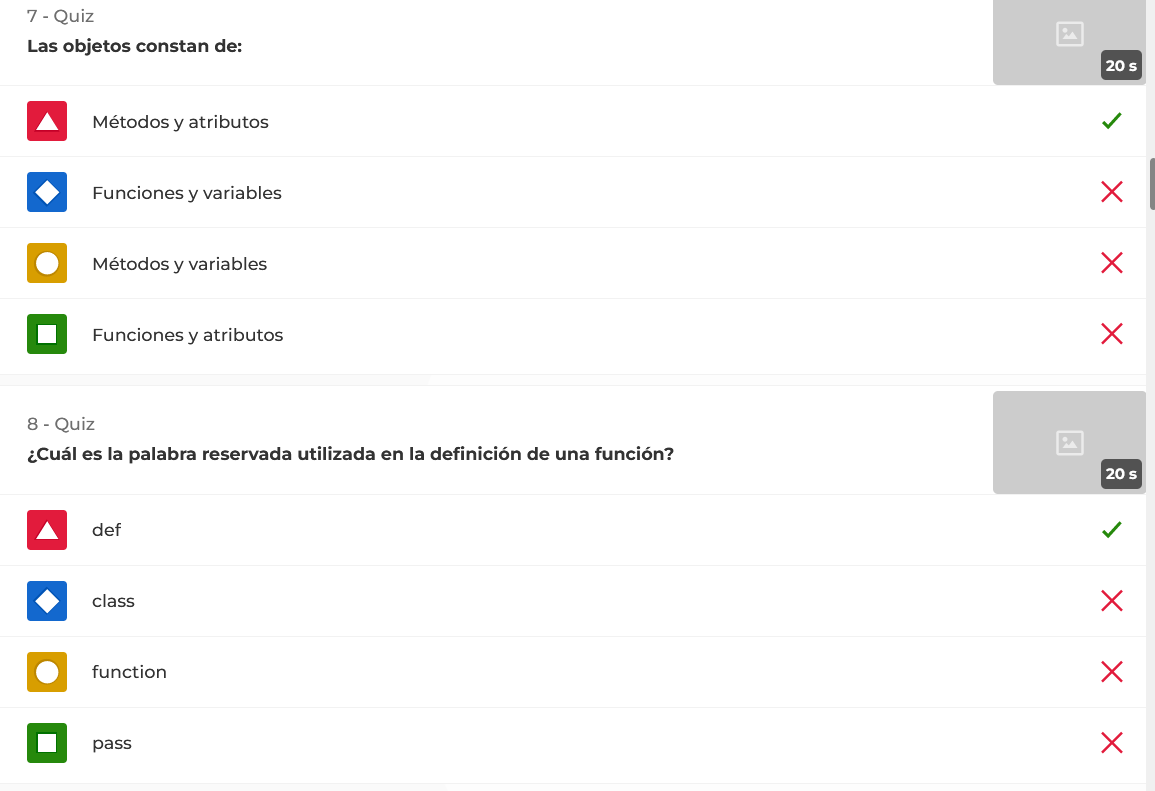 7 - Quiz
Las objetos constan de:
20 s
Métodos y atributos
Funciones y variables
Métodos y variables
Funciones y atributos
8 - Quiz
¿Cuál es la palabra reservada utilizada en la definición de una función?
20 s
def
class
function
pass